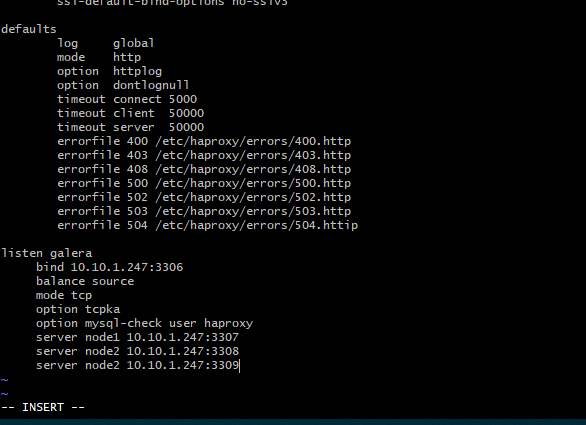 ssl-default-bind-options no-sslv3
defaults
log global
mode http
option httplog
option dontlognull
timeout connect 5000
timeout client 50000
timeout server 50000
errorfile 400 /etc/haproxy/errors/400.http
errorfile 403 /etc/haproxy/errors/403.http
errorfile 408 /etc/haproxy/errors/408.http
errorfile 500 /etc/haproxy/errors/500.http
errorfile 502 /etc/haproxy/errors/502.http
errorfile 503 /etc/haproxy/errors/503.http
errorfile 504 /etc/haproxy/errors/504.httip
listen galera
bind 10.10.1.247:3306
balance source
mode tcp
option tcpka
option mysql-check user haproxy
server node1 10.10.1.247:3307
server node2 10.10.1.247:3308
server node2 10.10.1.247:3309
~
~
-- INSERT --